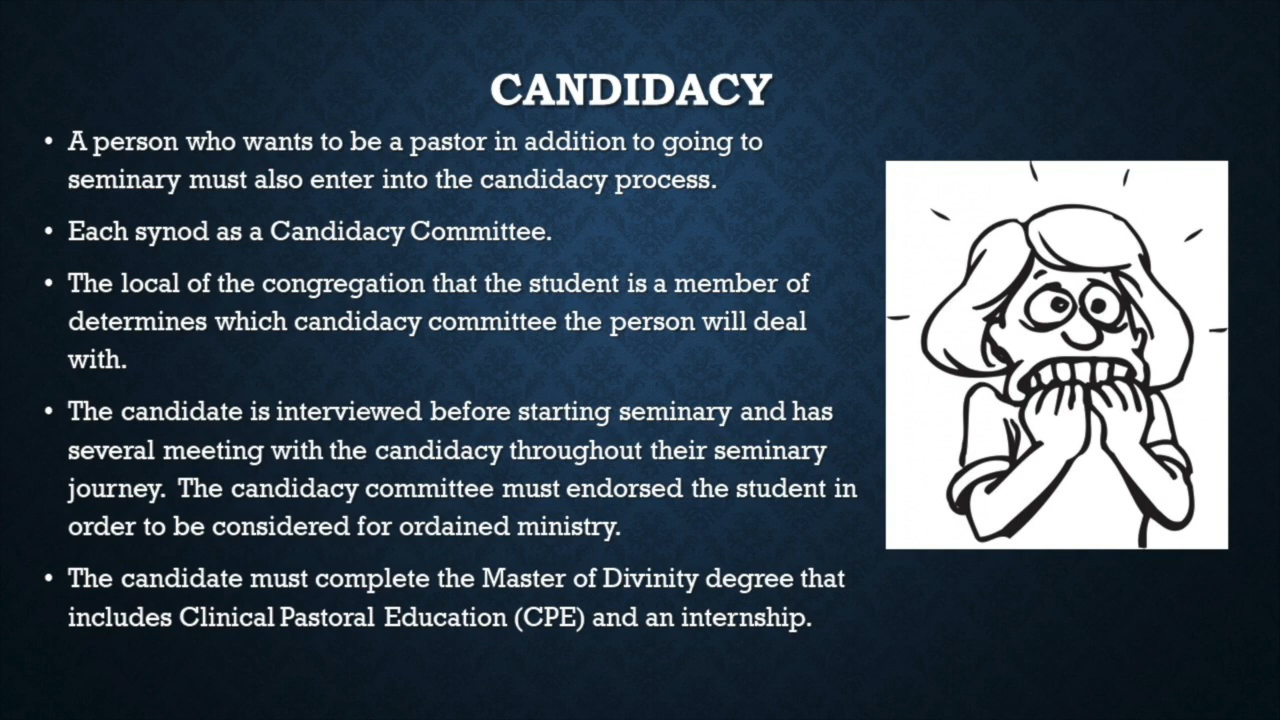 CANDIDACY
• A person who wants to be a pastor in addition to going to
seminary must also enter into the candidacy process.
• Each synod as a Candidacy Committee.
• The local of the congregation that the student is a member of
determines which candidacy committee the person will deal
with.
• The candidate is interviewed before starting seminary and has
several meeting with the candidacy throughout their seminary
journey. The candidacy committee must endorsed the student in
order to be considered for ordained ministry.
• The candidate must complete the Master of Divinity degree that
includes Clinical Pastoral Education (CPE) and an internship.